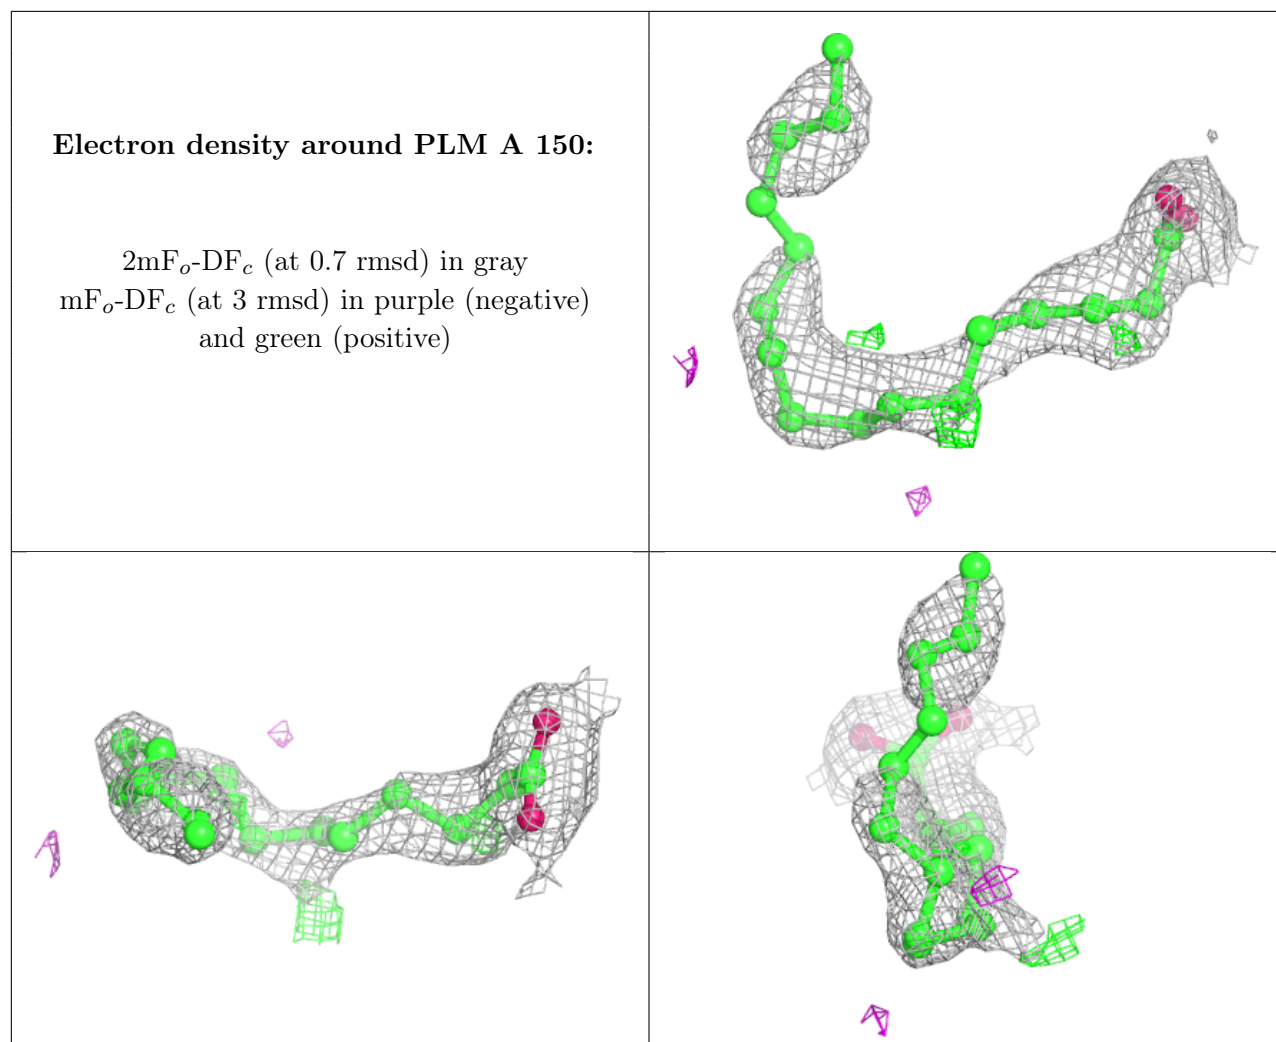 Electron density around PLM A 150:
2mFo-DFc (at 0.7 rmsd) in gray
mFo-DFc (at 3 rmsd) in purple (negative)
and green (positive)